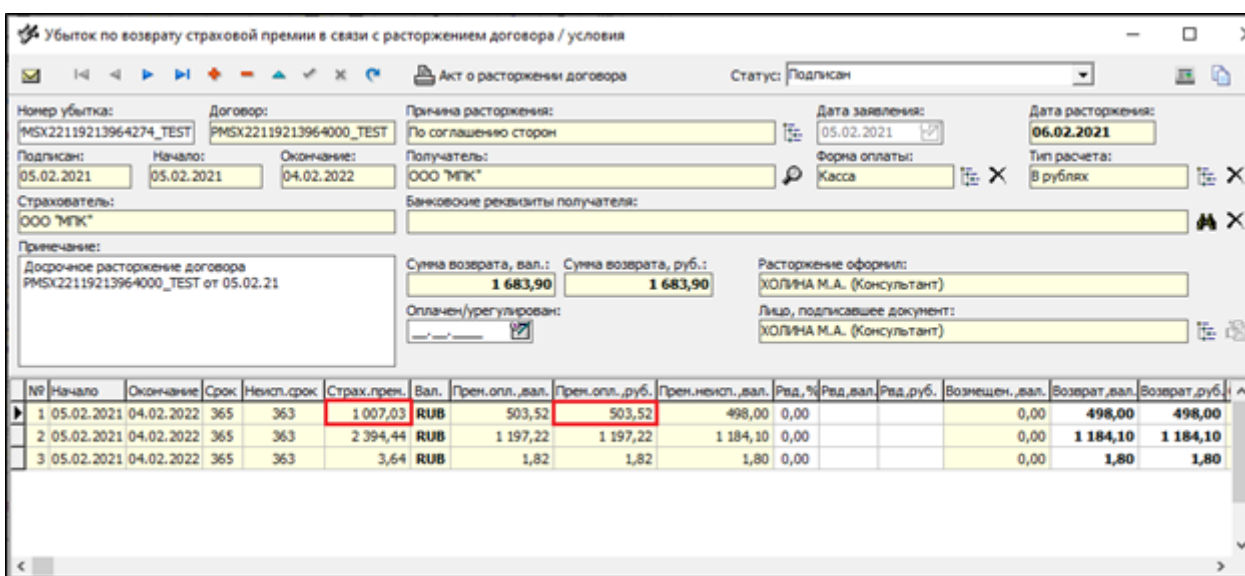 Убыток по возврату страховой премии в связи с расторжением договора / условия
Акт о расторжении договора Статус: Подписан
Номер убытка: Договор: Причина расторжения: Дата заявления: Дата расторжения:
MSX22119213964274_TEST PMSX22119213964000_TEST По соглашению сторон 05.02.2021 06.02.2021
Подписан: Начало: Окончание: Получатель: Форма оплаты: Тип расчета:
05.02.2021 05.02.2021 04.02.2022 ООО "МПК" Касса В рублях
Страхователь: Банковские реквизиты получателя:
ООО "МПК"
Примечание:
Досрочное расторжение договора
PMSX22119213964000_TEST от 05.02.21
Сумма возврата, вал.: Сумма возврата, руб.: Расторжение оформил:
1 683,90 1 683,90 ХОЛИНА М.А. (Консультант)
Оплачен/урегулирован: Лицо, подписавшее документ:
__.__.____ ХОЛИНА М.А. (Консультант)
№ Начало Окончание Срок Неисп.срок Страх.прем. Вал. Прем.опл.,вал. Прем.опл.,руб. Прем.неисп.,вал. Рвд,% Рвд,вал. Рвд,руб. Возмещен.,вал. Возврат,вал. Возврат,руб.
1 05.02.2021 04.02.2022 365 363 1 007,03 RUB 503,52 503,52 498,00 0,00 0,00 498,00 498,00
2 05.02.2021 04.02.2022 365 363 2 394,44 RUB 1 197,22 1 197,22 1 184,10 0,00 0,00 1 184,10 1 184,10
3 05.02.2021 04.02.2022 365 363 3,64 RUB 1,82 1,82 1,80 0,00 0,00 1,80 1,80